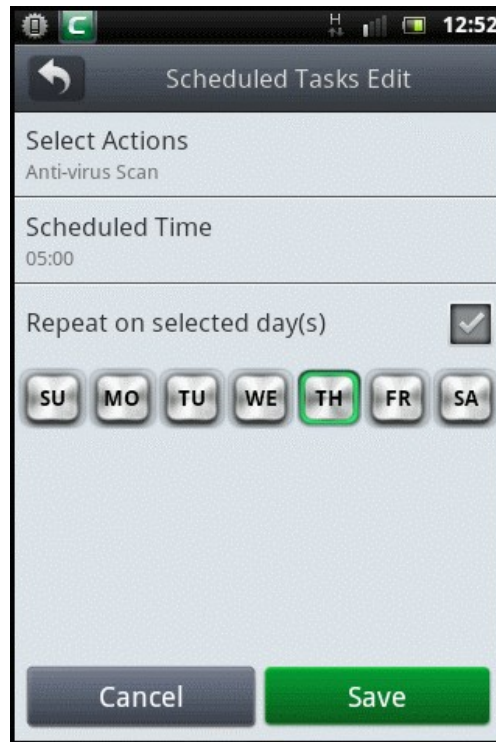 C
H
12:52
Scheduled Tasks Edit
Select Actions
Anti-virus Scan
Scheduled Time
05:00
Repeat on selected day(s)
SU MO TU WE TH FR SA
Cancel Save